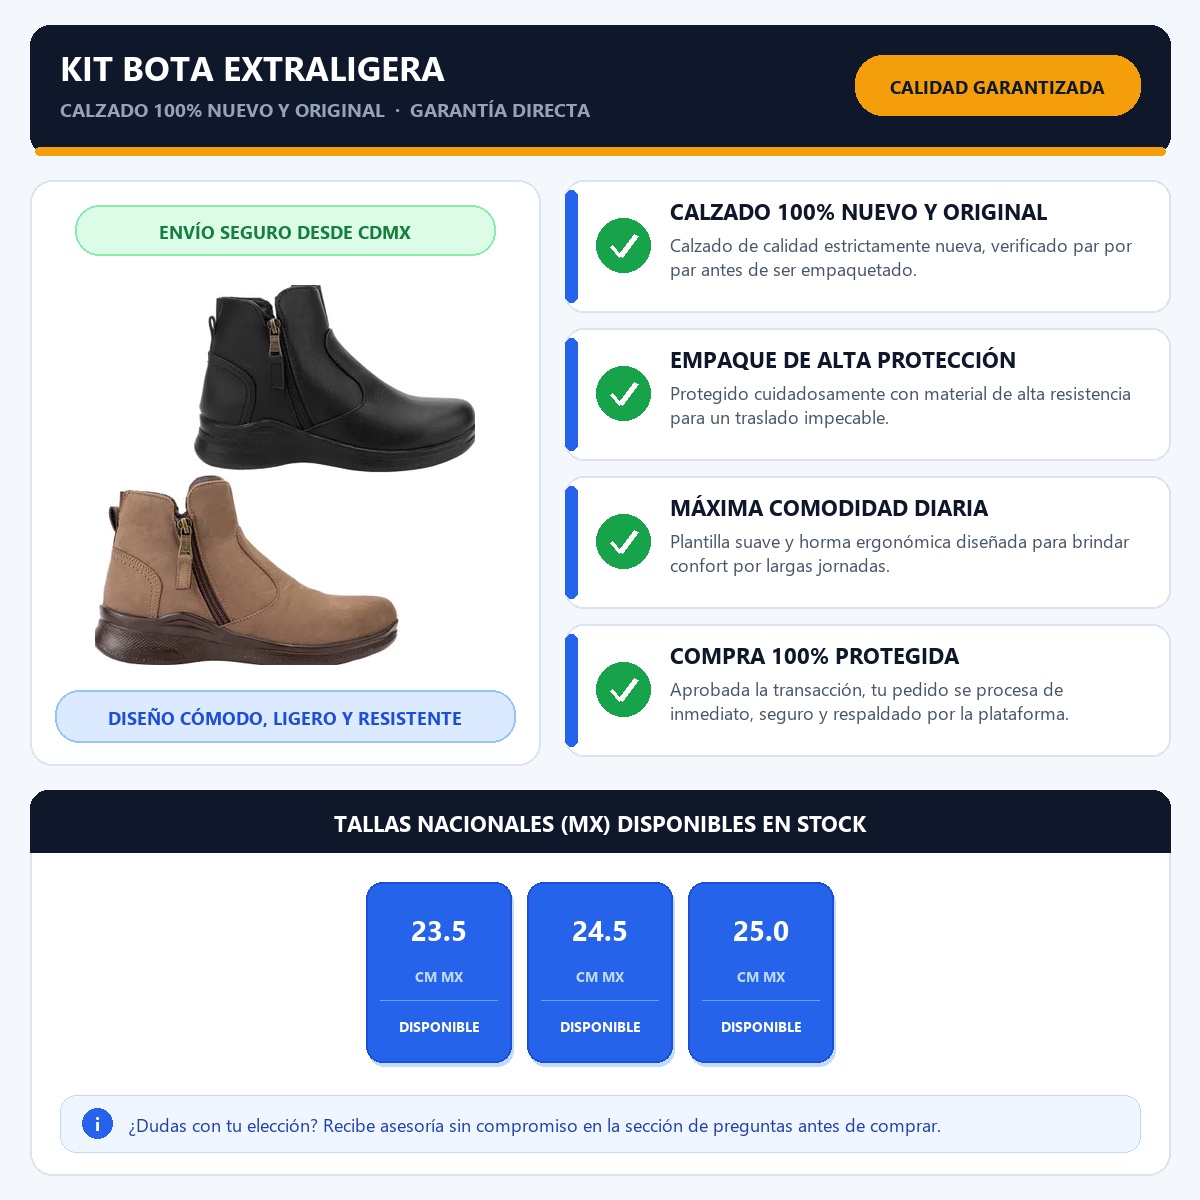 KIT BOTA EXTRALIGERA
CALZADO 100% NUEVO Y ORIGINAL · GARANTÍA DIRECTA
CALIDAD GARANTIZADA
ENVÍO SEGURO DESDE CDMX
DISEÑO CÓMODO, LIGERO Y RESISTENTE
CALZADO 100% NUEVO Y ORIGINAL
Calzado de calidad estrictamente nueva, verificado par por
par antes de ser empaquetado.
EMPAQUE DE ALTA PROTECCIÓN
Protegido cuidadosamente con material de alta resistencia
para un traslado impecable.
MÁXIMA COMODIDAD DIARIA
Plantilla suave y horma ergonómica diseñada para brindar
confort por largas jornadas.
COMPRA 100% PROTEGIDA
Aprobada la transacción, tu pedido se procesa de
inmediato, seguro y respaldado por la plataforma.
TALLAS NACIONALES (MX) DISPONIBLES EN STOCK
23.5
CM MX
DISPONIBLE
24.5
CM MX
DISPONIBLE
25.0
CM MX
DISPONIBLE
¿Dudas con tu elección? Recibe asesoría sin compromiso en la sección de preguntas antes de comprar.